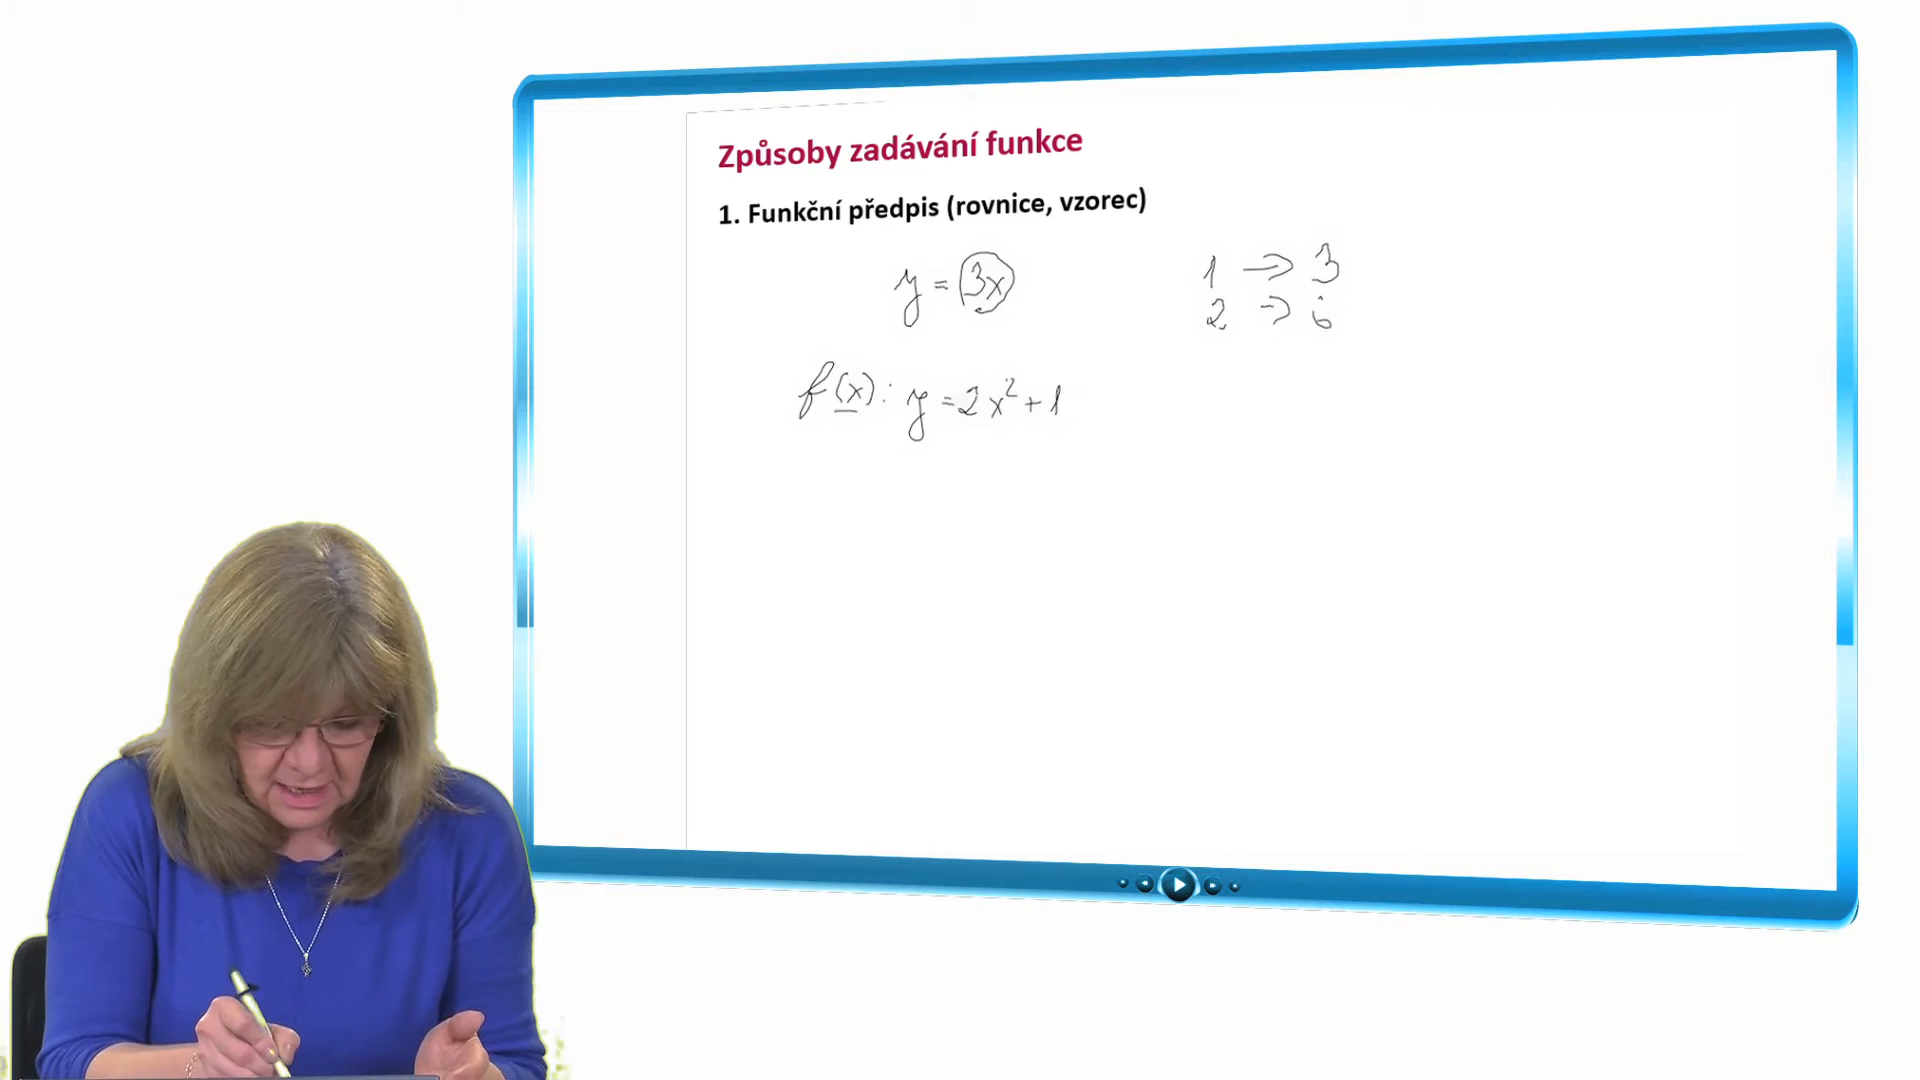 Způsoby zadávání funkce
1. Funkční předpis (rovnice, vzorec)
y = 3x
1 → 3
2 → 6
f(x): y = 2x² + 1